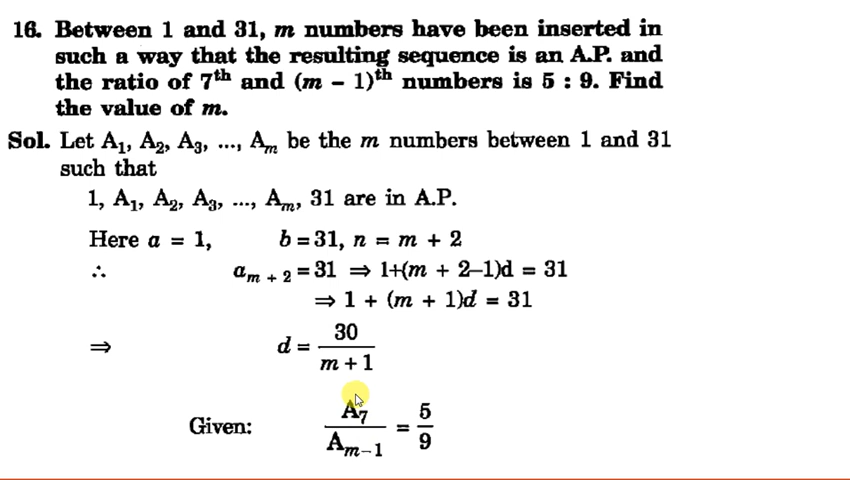 16. Between 1 and 31, m numbers have been inserted in
such a way that the resulting sequence is an A.P. and
the ratio of 7th and (m – 1)th numbers is 5 : 9. Find
the value of m.
Sol. Let A₁, A₂, A₃, ..., Aₘ be the m numbers between 1 and 31
such that
1, A₁, A₂, A₃, ..., Aₘ, 31 are in A.P.
Here a = 1, b = 31, n = m + 2
∴ aₘ ₊ ₂ = 31 ⇒ 1+(m + 2–1)d = 31
⇒ 1 + (m + 1)d = 31
⇒ d = 30/(m + 1)
Given: A₇/Aₘ₋₁ = 5/9